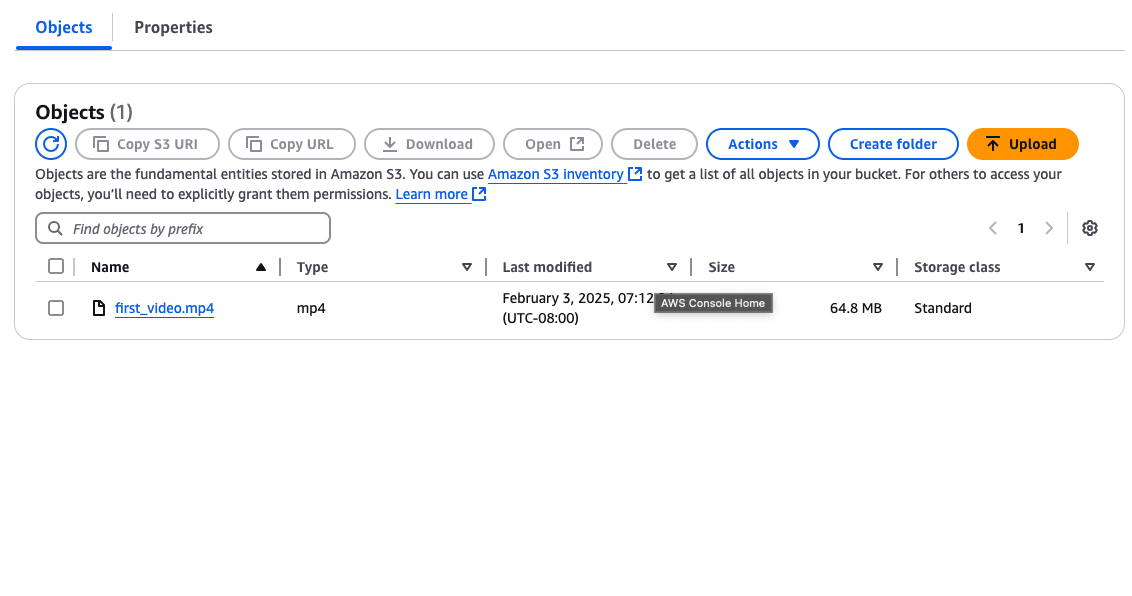 Objects
Properties
Objects (1)
Copy S3 URI
Copy URL
Download
Open
Delete
Actions
Create folder
Upload
Objects are the fundamental entities stored in Amazon S3. You can use Amazon S3 inventory to get a list of all objects in your bucket. For others to access your
objects, you'll need to explicitly grant them permissions. Learn more
Find objects by prefix
1
Name
Type
Last modified
Size
Storage class
first_video.mp4
mp4
February 3, 2025, 07:12
(UTC-08:00)
AWS Console Home
64.8 MB
Standard